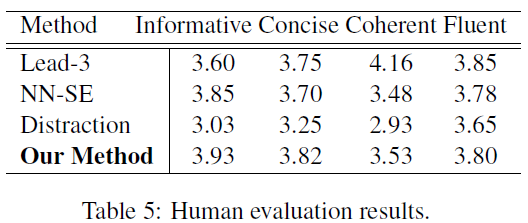 Method Informative Concise Coherent Fluent
Lead-3 3.60 3.75 4.16 3.85
NN-SE 3.85 3.70 3.48 3.78
Distraction 3.03 3.25 2.93 3.65
Our Method 3.93 3.82 3.53 3.80
Table 5: Human evaluation results.